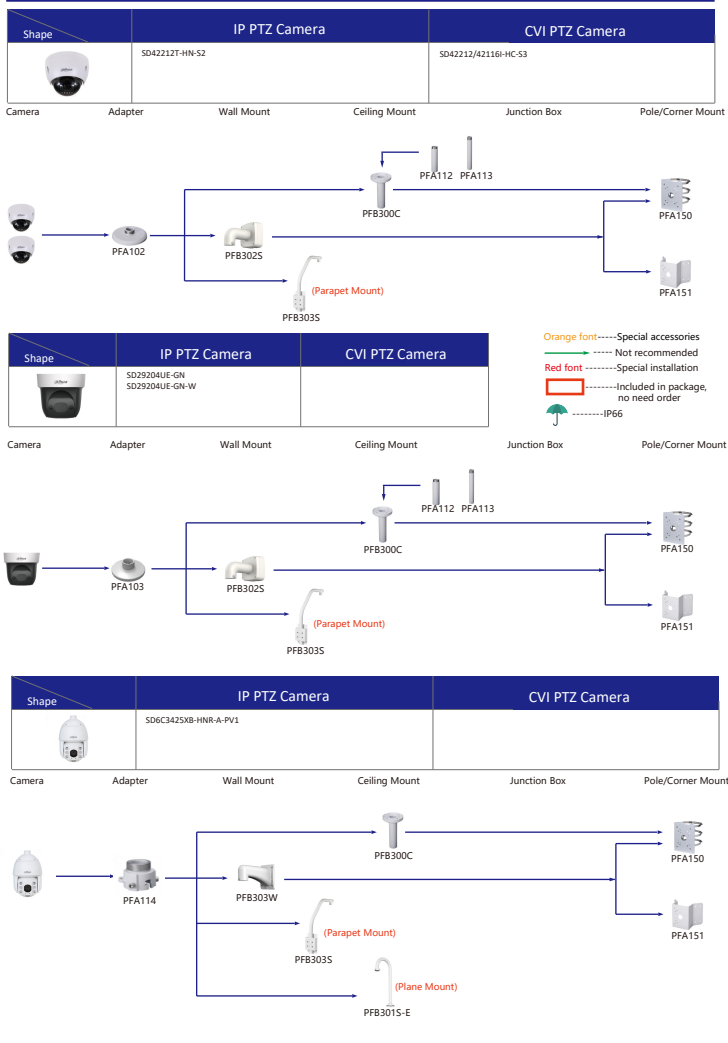 Shape
IP PTZ Camera
CVI PTZ Camera
SD42212T-HN-S2
SD42212/42116I-HC-S3
Camera
Adapter
Wall Mount
Ceiling Mount
Junction Box
Pole/Corner Mount
PFA112
PFA113
PFB300C
PFA150
PFA102
PFB302S
(Parapet Mount)
PFA151
PFB303S
Orange font-----Special accessories
----- Not recommended
Red font -------Special installation
--------Included in package,
no need order
--------IP66
Shape
IP PTZ Camera
CVI PTZ Camera
SD29204UE-GN
SD29204UE-GN-W
Camera
Adapter
Wall Mount
Ceiling Mount
Junction Box
Pole/Corner Mount
PFA112
PFA113
PFB300C
PFA150
PFA103
PFB302S
(Parapet Mount)
PFA151
PFB303S
Shape
IP PTZ Camera
CVI PTZ Camera
SD6C3425XB-HNR-A-PV1
Camera
Adapter
Wall Mount
Ceiling Mount
Junction Box
Pole/Corner Mount
PFB300C
PFA150
PFA114
PFB303W
(Parapet Mount)
PFA151
PFB303S
(Plane Mount)
PFB301S-E